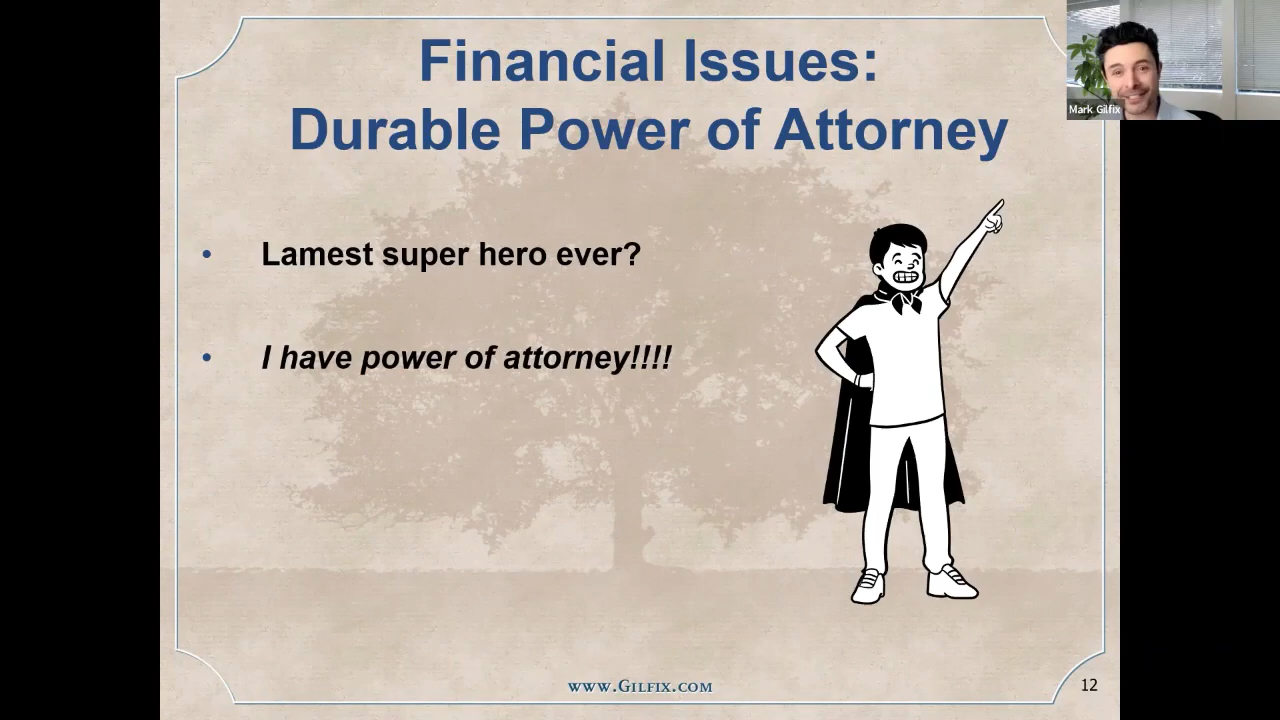 Financial Issues:
Durable Power of Attorney
Mark Gilfix
• Lamest super hero ever?
• I have power of attorney!!!!
www.Gilfix.com
12